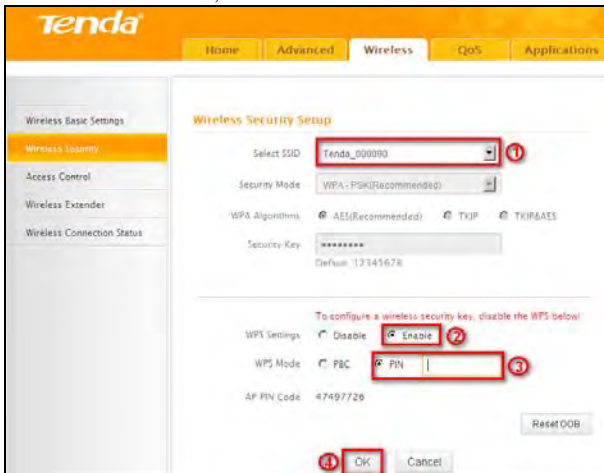 Tenda
Home Advanced Wireless QoS Applications
Wireless Basic Settings
Wireless Security
Access Control
Wireless Extender
Wireless Connection Status
Wireless Security Setup
Select SSID Tenda_000090 ①
Security Mode WPA-PSK(Recommended)
WPA Algorithms AES(Recommended) TKIP TKIP&AES
Security Key ********
Default: 12345678
To configure a wireless security key, disable the WPS below!
WPS Settings Disable Enable ②
WPS Mode PBC PIN ③
AP PIN Code 47497726
Reset OOB
④ OK Cancel